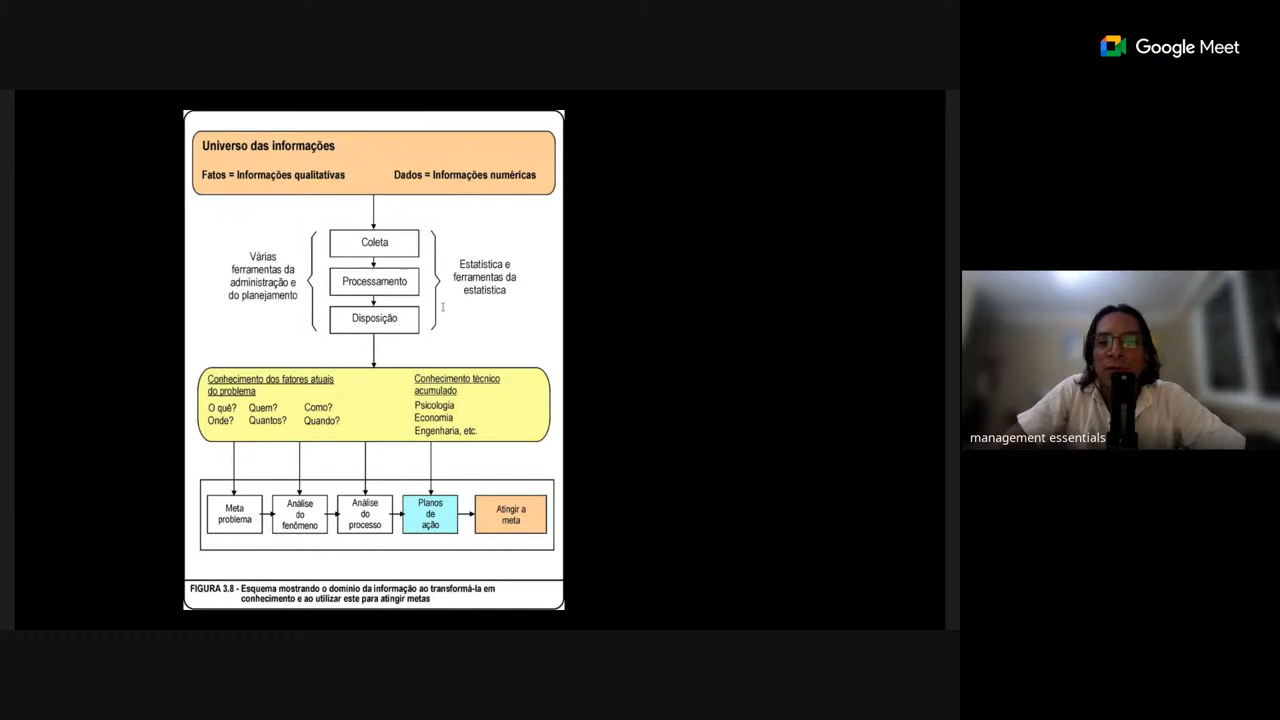 Google Meet
Universo das informações
Fatos = Informações qualitativas
Dados = Informações numéricas
Várias
ferramentas da
administração e
do planejamento
Coleta
Processamento
Disposição
Estatística e
ferramentas da
estatística
Conhecimento dos fatores atuais
do problema
O quê? Quem? Como?
Onde? Quantos? Quando?
Conhecimento técnico
acumulado
Psicologia
Economia
Engenharia, etc.
Meta
problema
Análise
do
fenômeno
Análise
do
processo
Planos
de
ação
Atingir a
meta
FIGURA 3.8 - Esquema mostrando o domínio da informação ao transformá-la em
conhecimento e ao utilizar este para atingir metas
management essentials